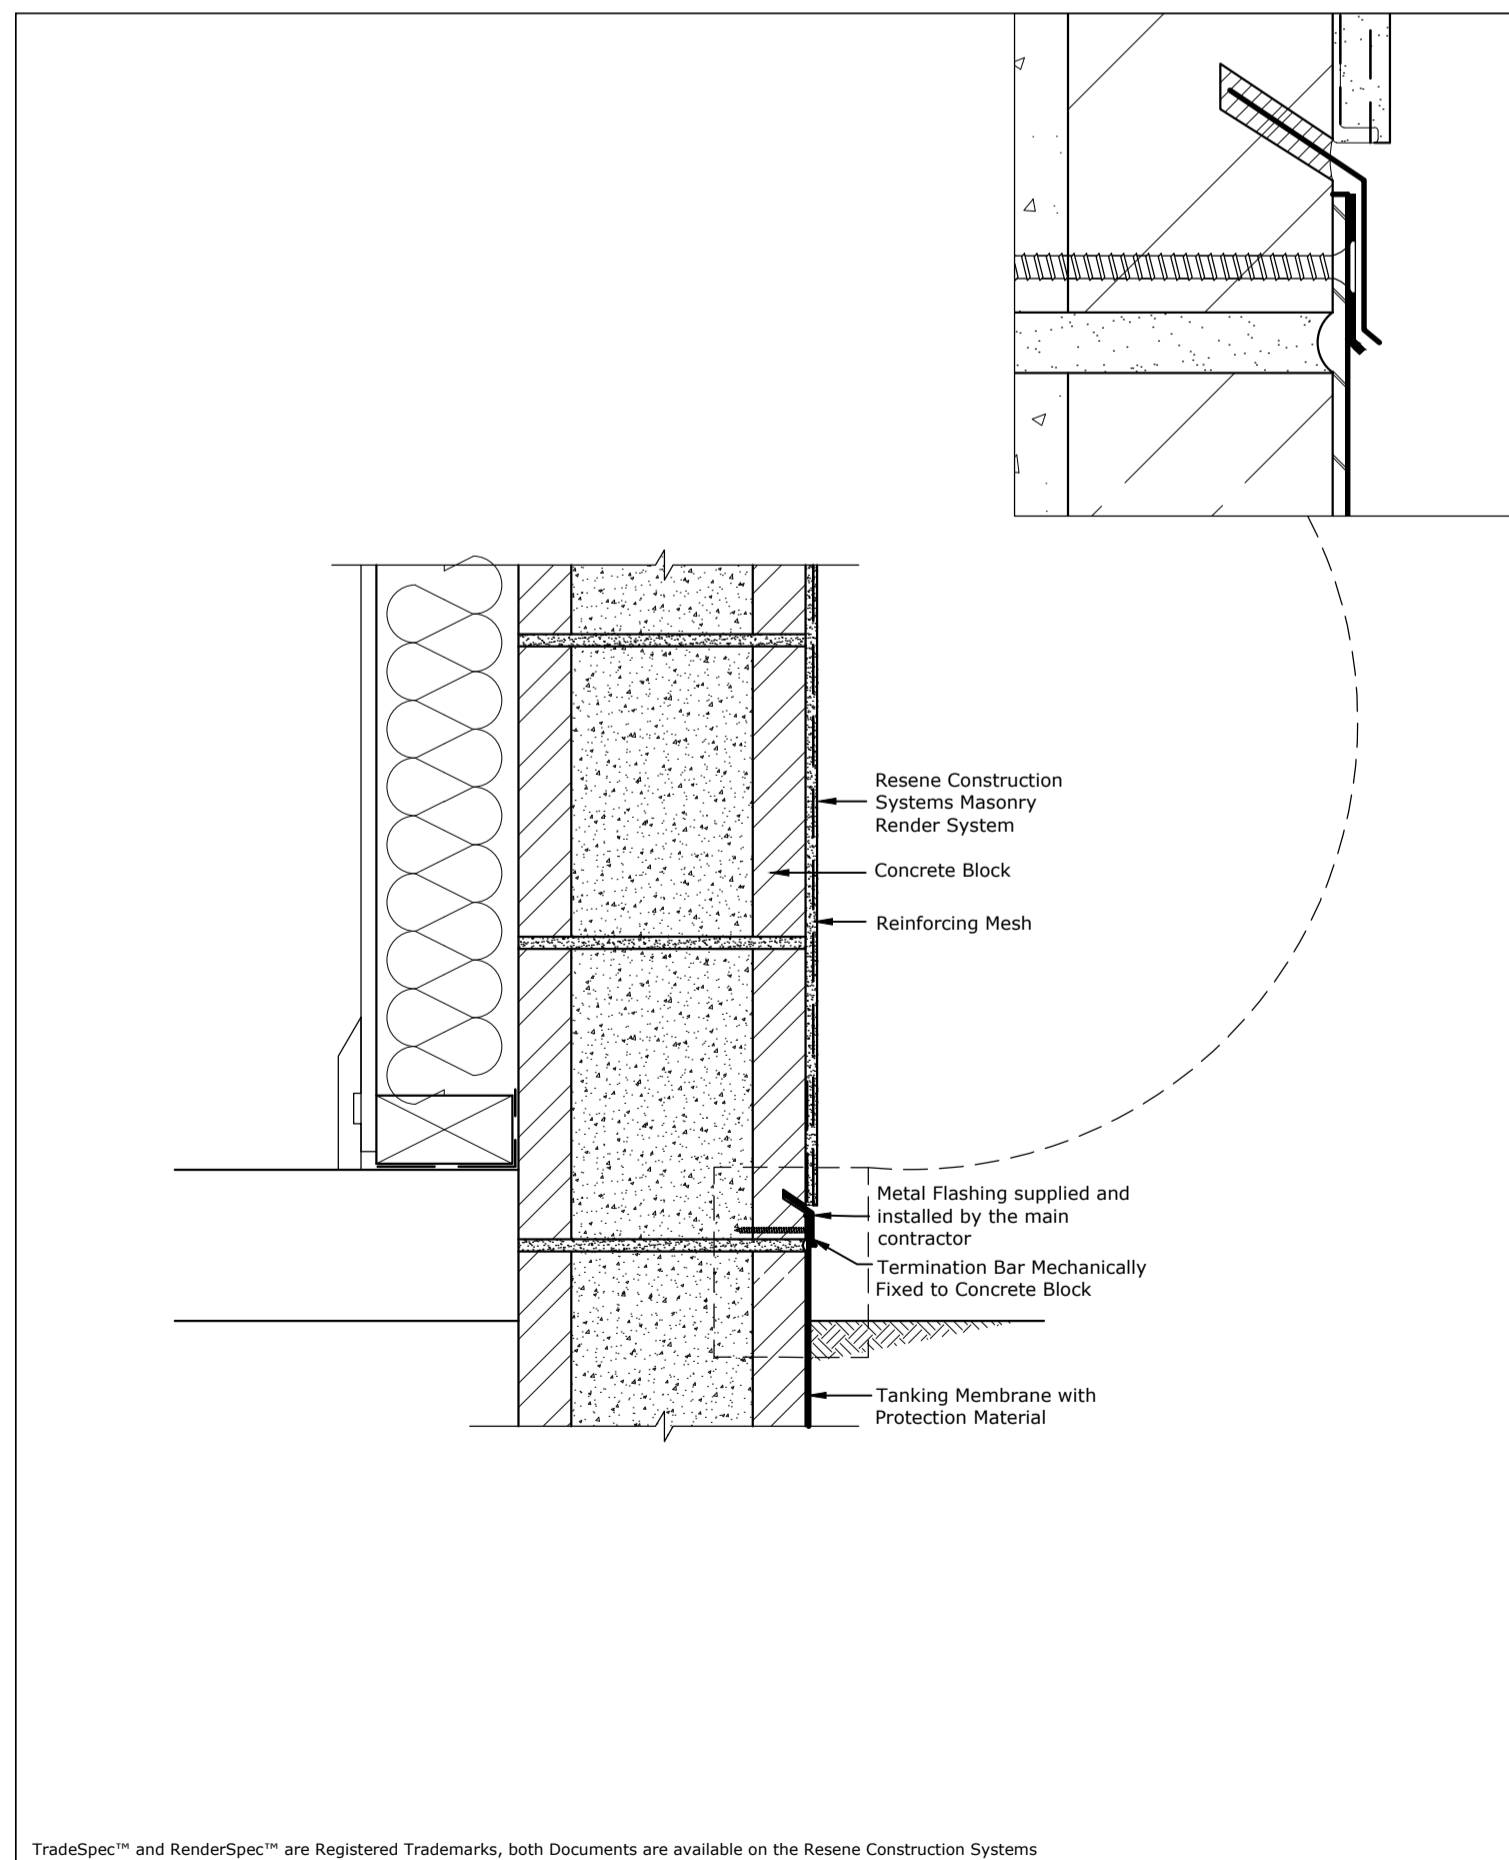 Resene Construction
Systems Masonry
Render System
Concrete Block
Reinforcing Mesh
Metal Flashing supplied and
installed by the main
contractor
Termination Bar Mechanically
Fixed to Concrete Block
Tanking Membrane with
Protection Material
TradeSpec™ and RenderSpec™ are Registered Trademarks, both Documents are available on the Resene Construction Systems